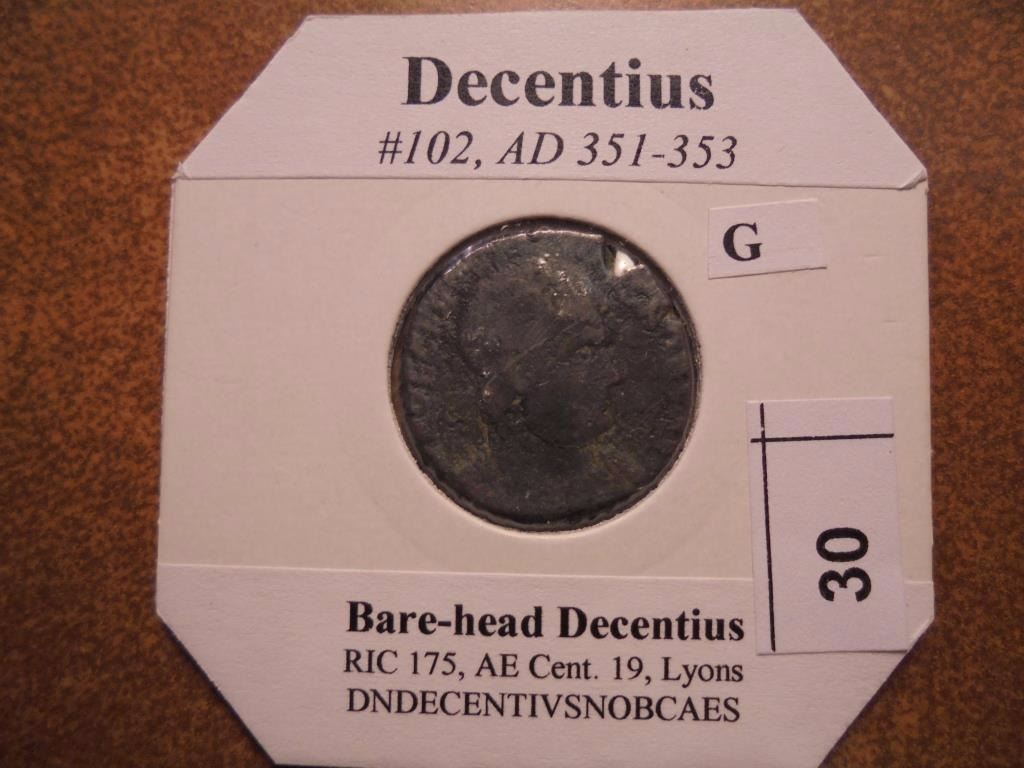 Decentius
#102, AD 351-353
G
30
Bare-head Decentius
RIC 175, AE Cent. 19, Lyons
DNDECENTIVSNOBCAES